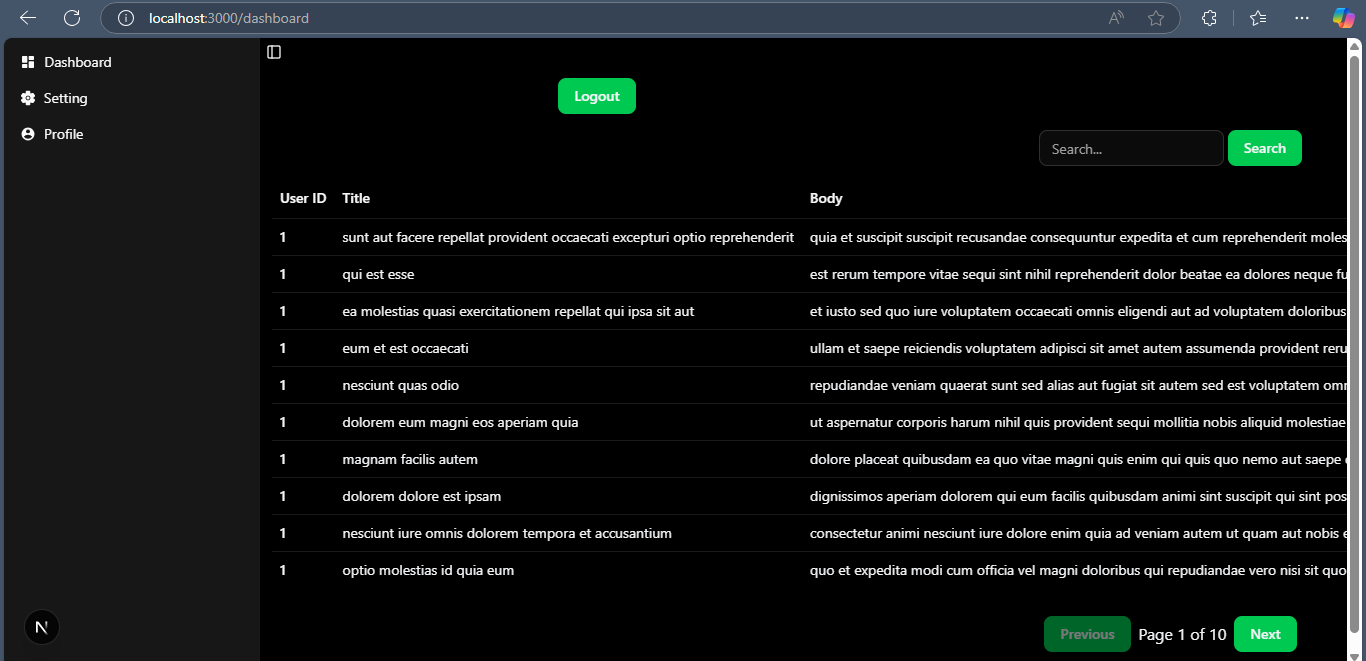 localhost:3000/dashboard
Dashboard
Setting
Profile
Logout
Search... Search
User ID Title Body
1 sunt aut facere repellat provident occaecati excepturi optio reprehenderit quia et suscipit suscipit recusandae consequuntur expedita et cum reprehenderit moles
1 qui est esse est rerum tempore vitae sequi sint nihil reprehenderit dolor beatae ea dolores neque fu
1 ea molestias quasi exercitationem repellat qui ipsa sit aut et iusto sed quo iure voluptatem occaecati omnis eligendi aut ad voluptatem doloribus
1 eum et est occaecati ullam et saepe reiciendis voluptatem adipisci sit amet autem assumenda provident reru
1 nesciunt quas odio repudiandae veniam quaerat sunt sed alias aut fugiat sit autem sed est voluptatem omn
1 dolorem eum magni eos aperiam quia ut aspernatur corporis harum nihil quis provident sequi mollitia nobis aliquid molestiae
1 magnam facilis autem dolore placeat quibusdam ea quo vitae magni quis enim qui quis quo nemo aut saepe
1 dolorem dolore est ipsam dignissimos aperiam dolorem qui eum facilis quibusdam animi sint suscipit qui sint pos
1 nesciunt iure omnis dolorem tempora et accusantium consectetur animi nesciunt iure dolore enim quia ad veniam autem ut quam aut nobis
1 optio molestias id quia eum quo et expedita modi cum officia vel magni doloribus qui repudiandae vero nisi sit quo
N
Previous Page 1 of 10 Next